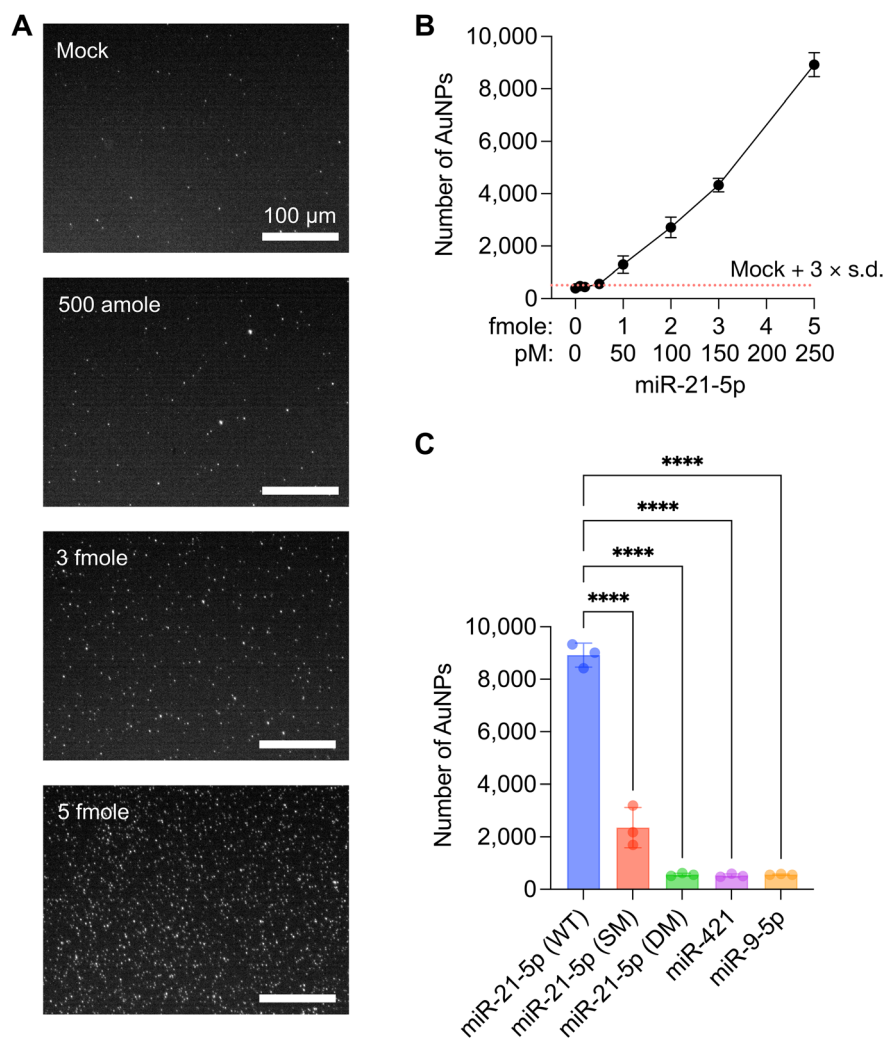 A
Mock
100 µm
500 amole
3 fmole
5 fmole
B
10,000
8,000
6,000
4,000
2,000
0
Number of AuNPs
Mock + 3 × s.d.
fmole: 0 1 2 3 4 5
pM: 0 50 100 150 200 250
miR-21-5p
C
****
****
****
****
10,000
8,000
6,000
4,000
2,000
0
Number of AuNPs
miR-21-5p (WT)
miR-21-5p (SM)
miR-21-5p (DM)
miR-421
miR-9-5p